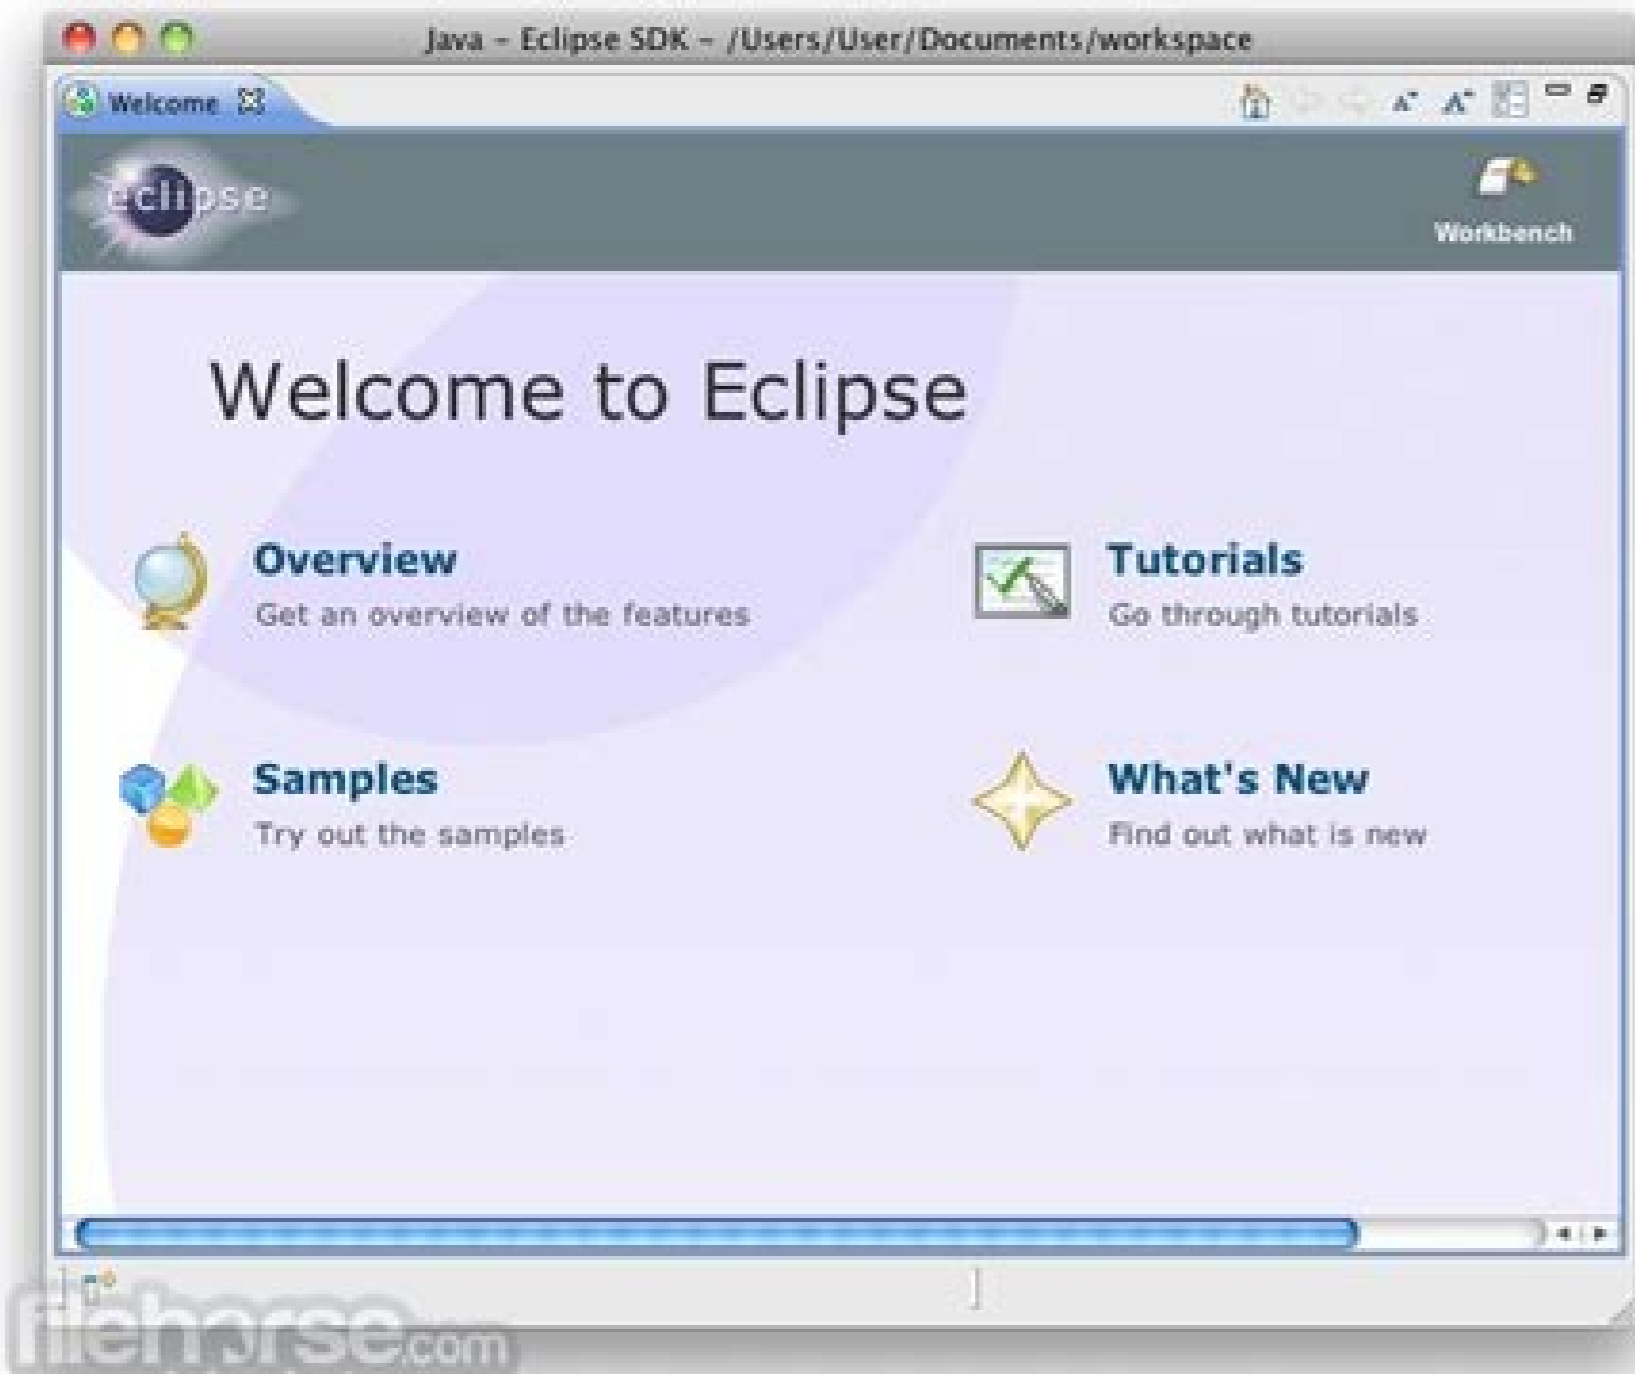 Java – Eclipse SDK – /Users/User/Documents/workspace
Welcome
eclipse
Workbench
Welcome to Eclipse
Overview
Get an overview of the features
Tutorials
Go through tutorials
Samples
Try out the samples
What's New
Find out what is new
filehorse.com